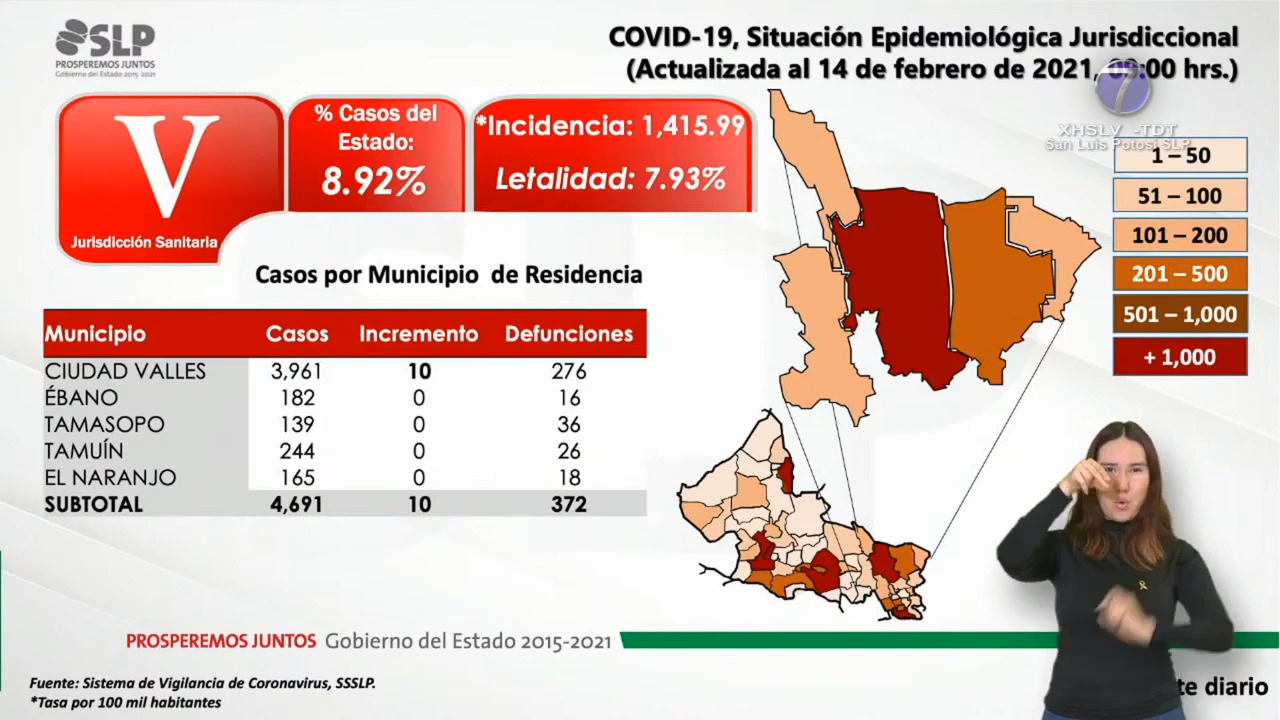 SLP
PROSPEREMOS JUNTOS
Gobierno del Estado 2015-2021
COVID-19, Situación Epidemiológica Jurisdiccional
(Actualizada al 14 de febrero de 2021, 09:00 hrs.)
7
XHSLV -TDT
San Luis Potosí, SLP
V
Jurisdicción Sanitaria
% Casos del
Estado:
8.92%
*Incidencia: 1,415.99
Letalidad: 7.93%
1 – 50
51 – 100
101 – 200
201 – 500
501 – 1,000
+ 1,000
Casos por Municipio de Residencia
Municipio Casos Incremento Defunciones
CIUDAD VALLES 3,961 10 276
ÉBANO 182 0 16
TAMASOPO 139 0 36
TAMUÍN 244 0 26
EL NARANJO 165 0 18
SUBTOTAL 4,691 10 372
PROSPEREMOS JUNTOS Gobierno del Estado 2015-2021
Fuente: Sistema de Vigilancia de Coronavirus, SSSLP.
*Tasa por 100 mil habitantes
te diario